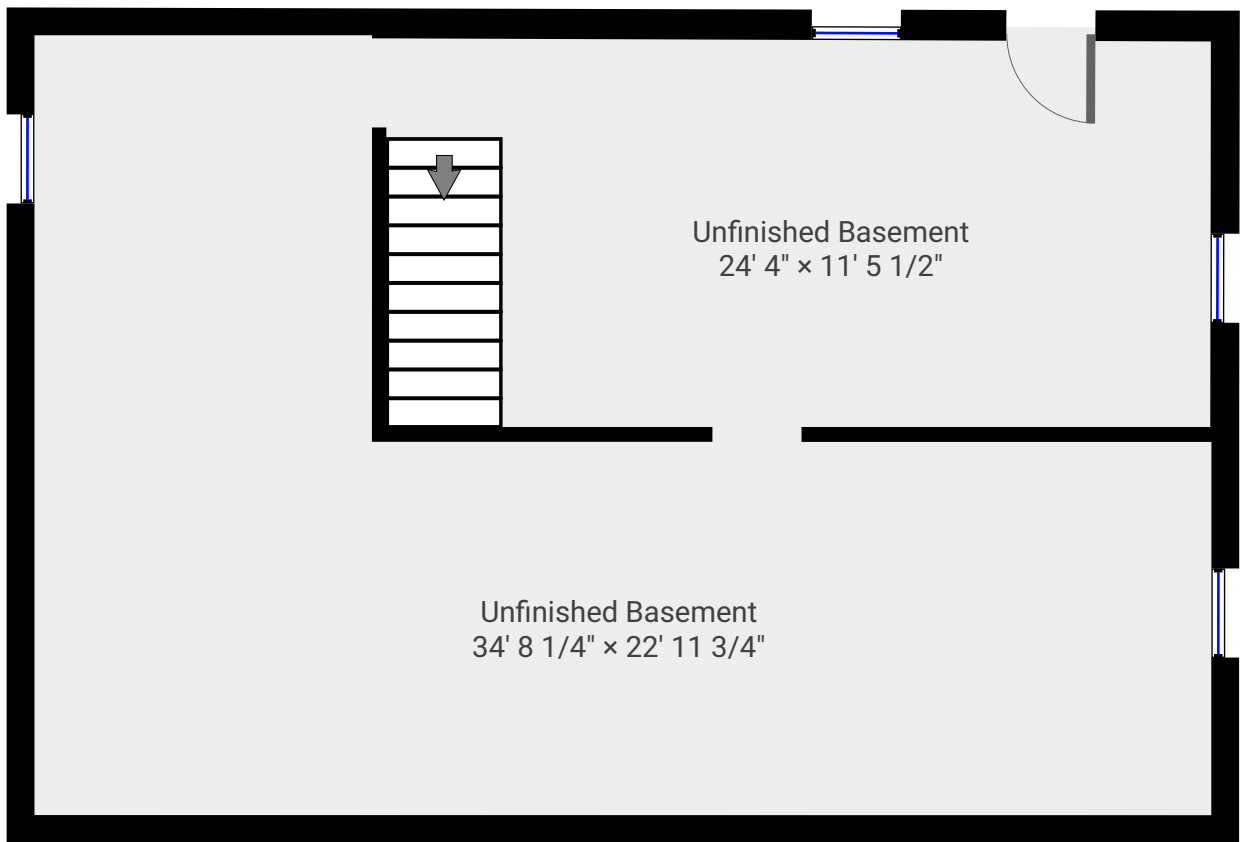 Unfinished Basement
24' 4" × 11' 5 1/2"
Unfinished Basement
34' 8 1/4" × 22' 11 3/4"